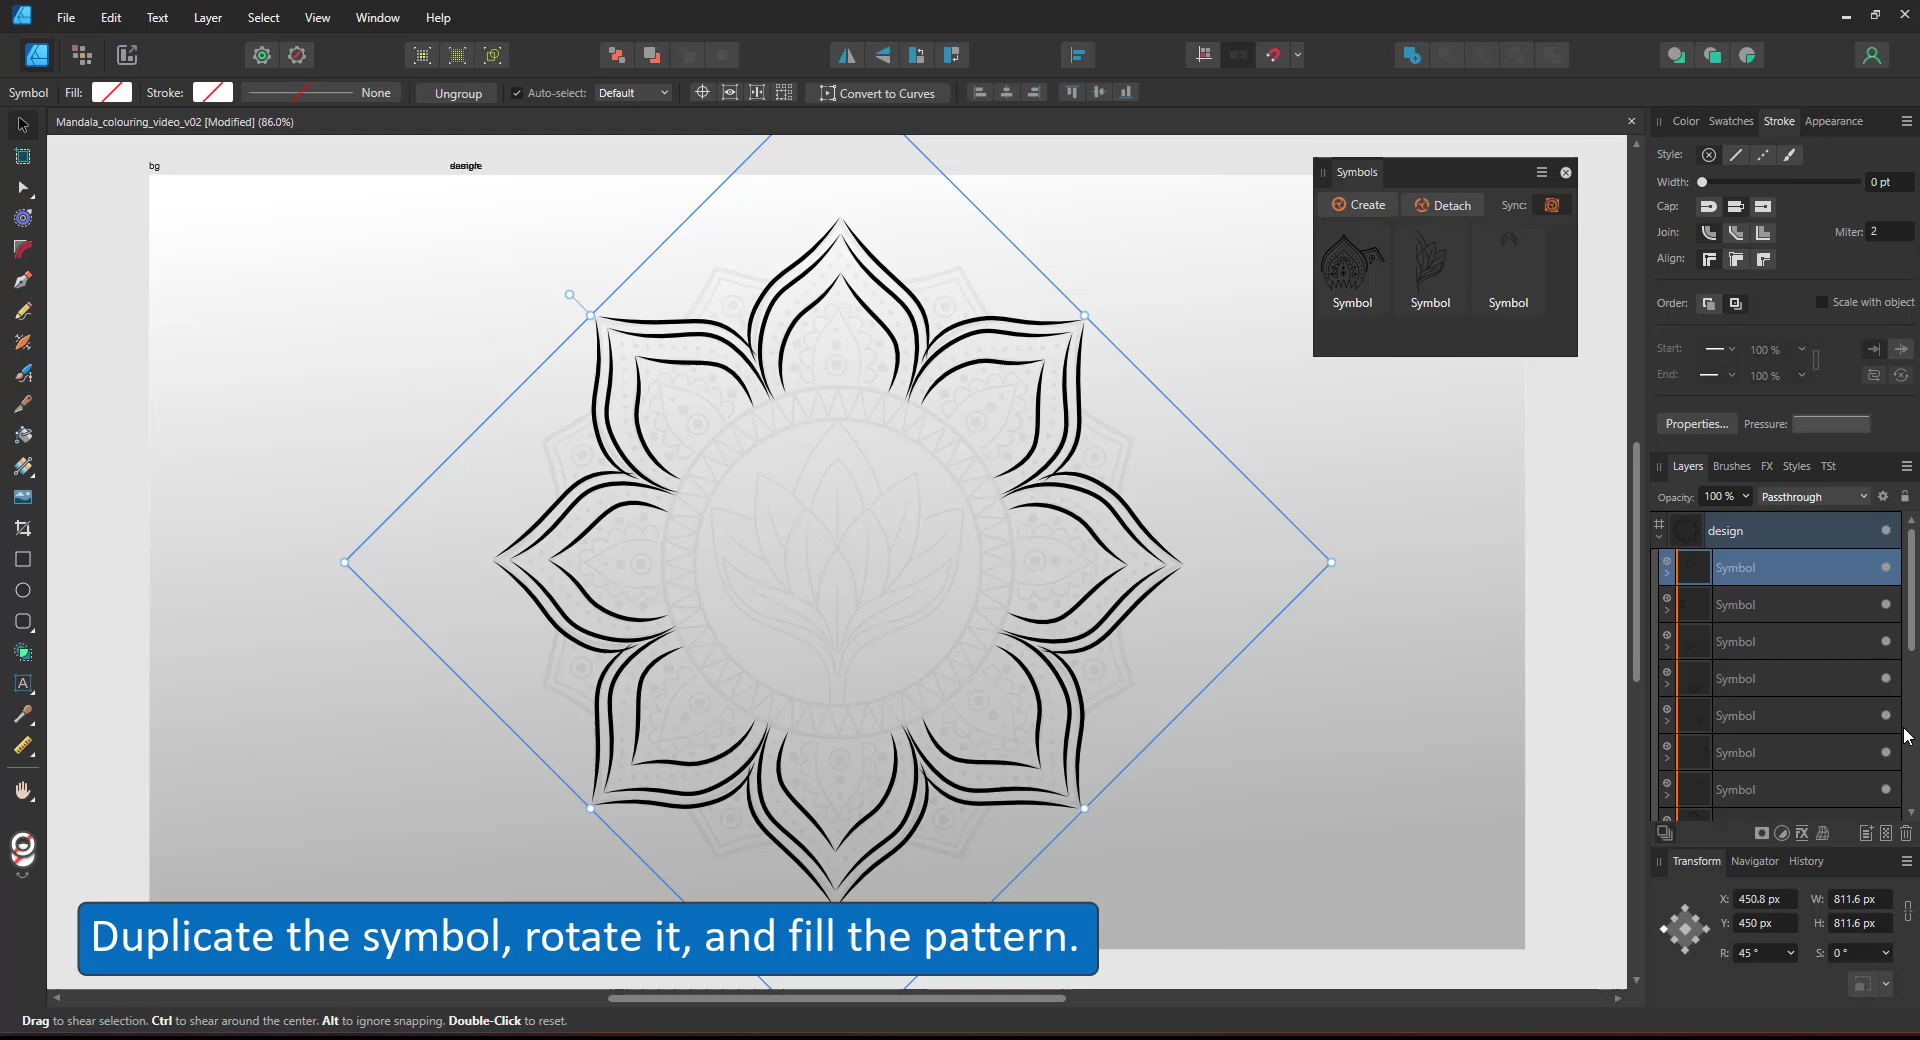 File Edit Text Layer Select View Window Help
Symbol Fill: Stroke: None Ungroup Auto-select: Default Convert to Curves
Mandala_colouring_video_v02 [Modified] (86.0%)
Color Swatches Stroke Appearance
bg
Style:
Symbols
Width: 0 pt
Create Detach Sync:
Cap:
Join: Miter: 2
Align:
Symbol Symbol Symbol
Order: Scale with object
Start: 100 %
End: 100 %
Properties... Pressure:
Layers Brushes FX Styles TSt
Opacity: 100 % Passthrough
design
Symbol
Symbol
Symbol
Symbol
Symbol
Symbol
Symbol
Transform Navigator History
X: 450.8 px W: 811.6 px
Y: 450 px H: 811.6 px
R: 45 ° S: 0 °
Duplicate the symbol, rotate it, and fill the pattern.
Drag to shear selection. Ctrl to shear around the center. Alt to ignore snapping. Double-Click to reset.